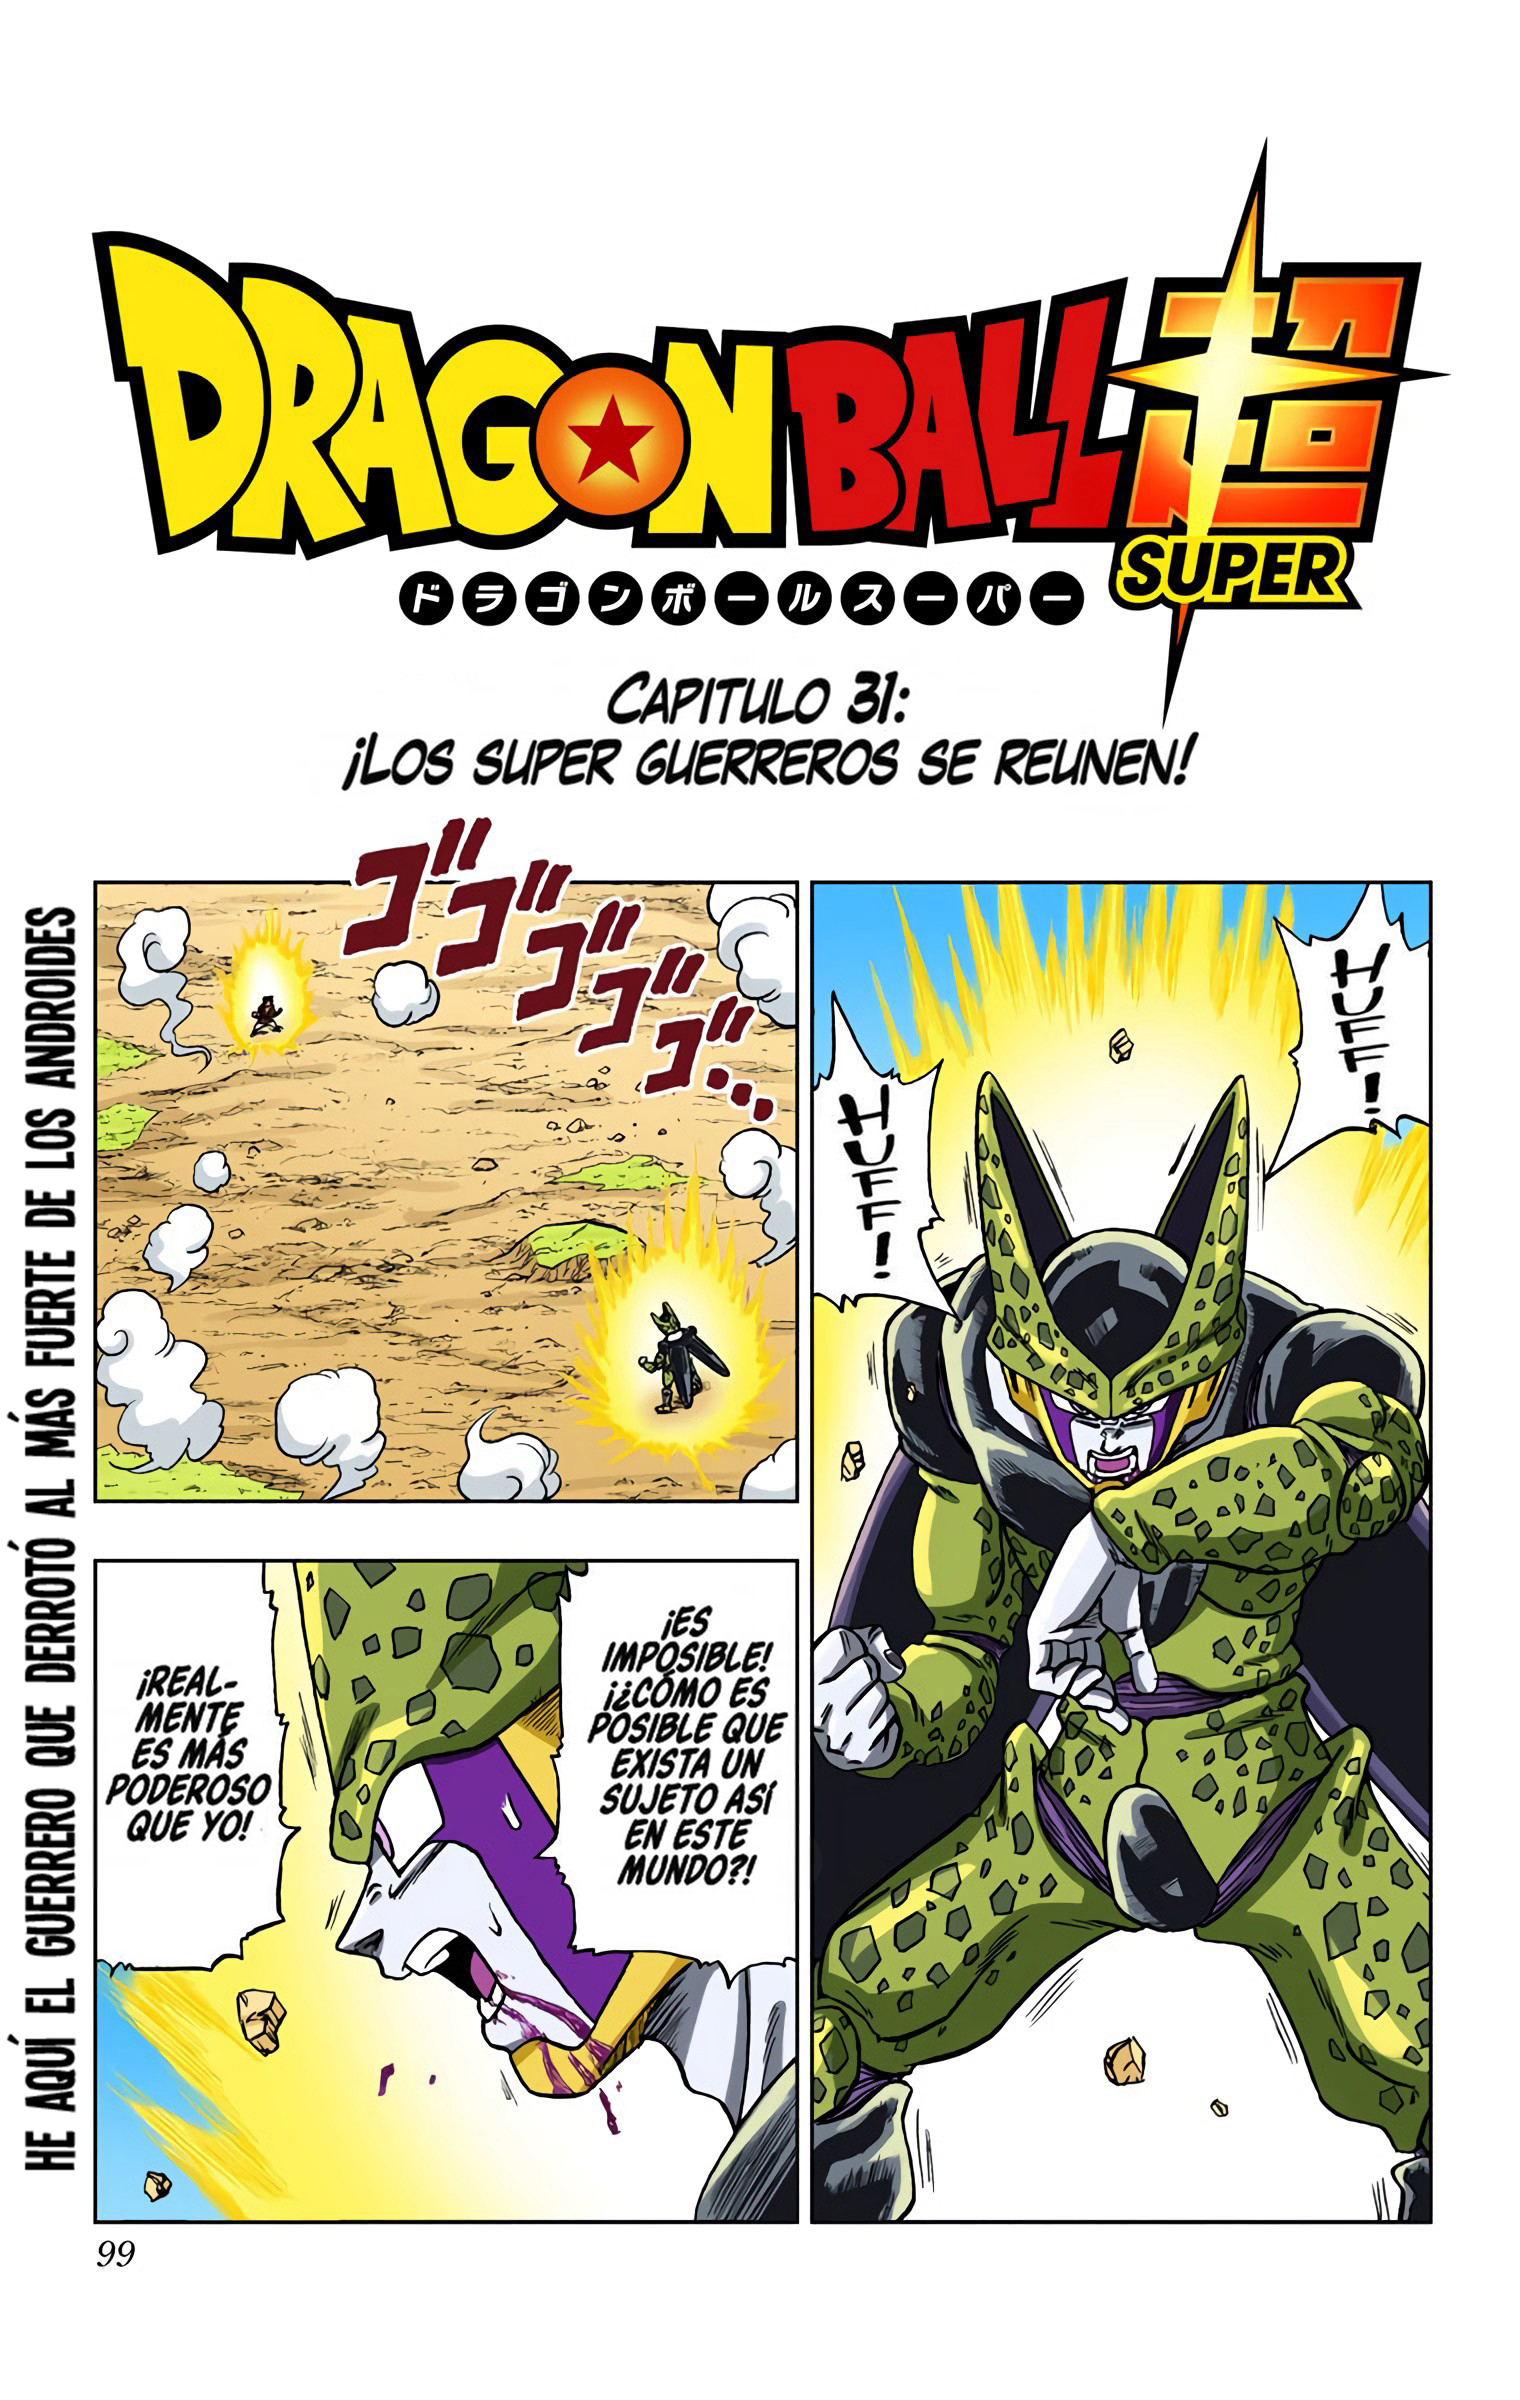 DRAGON BALL 超
SUPER
ドラゴンボールスーパー
CAPITULO 31:
¡LOS SUPER GUERREROS SE REUNEN!
HE AQUÍ EL GUERRERO QUE DERROTÓ AL MÁS FUERTE DE LOS ANDROIDES
HUFF!
HUFF!
ゴゴゴゴゴ...
¡ES
IMPOSIBLE!
¡¿CÓMO ES
POSIBLE QUE
EXISTA UN
SUJETO ASÍ
EN ESTE
MUNDO?!
¡REAL-
MENTE
ES MÁS
PODEROSO
QUE YO!
99